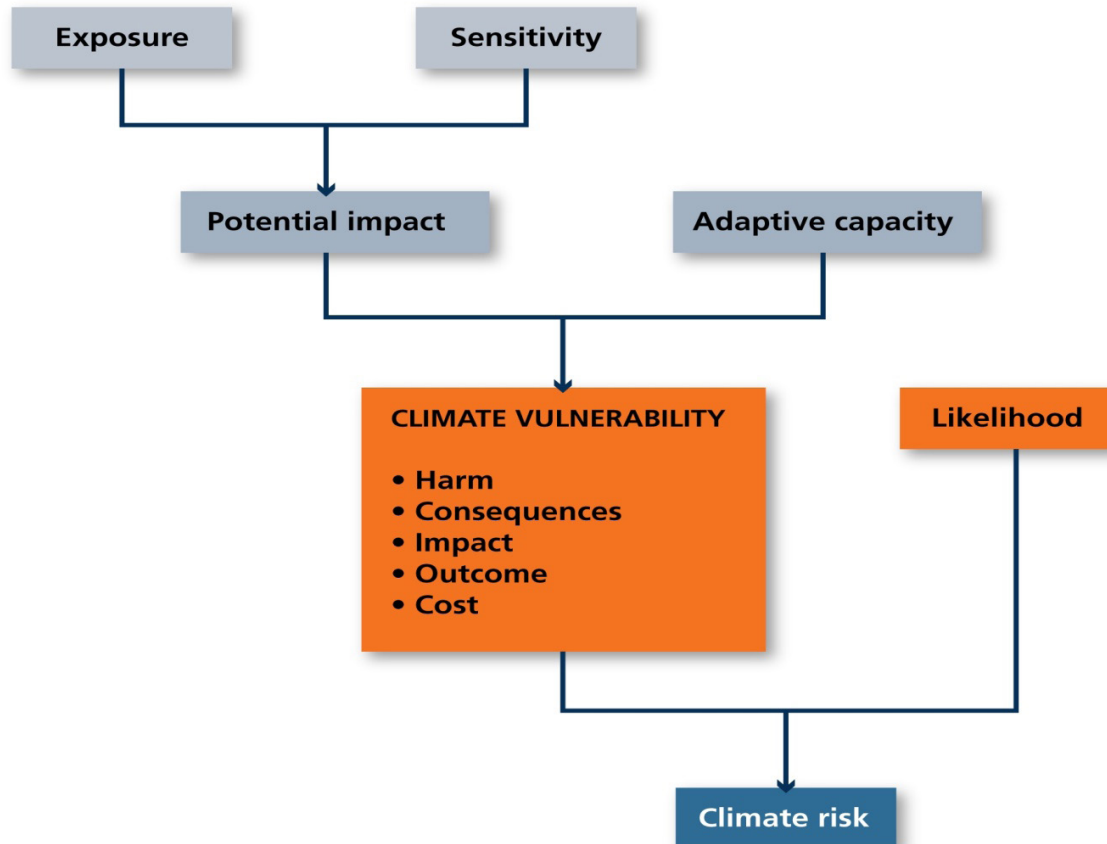 Exposure
Sensitivity
Potential impact
Adaptive capacity
CLIMATE VULNERABILITY
• Harm
• Consequences
• Impact
• Outcome
• Cost
Likelihood
Climate risk